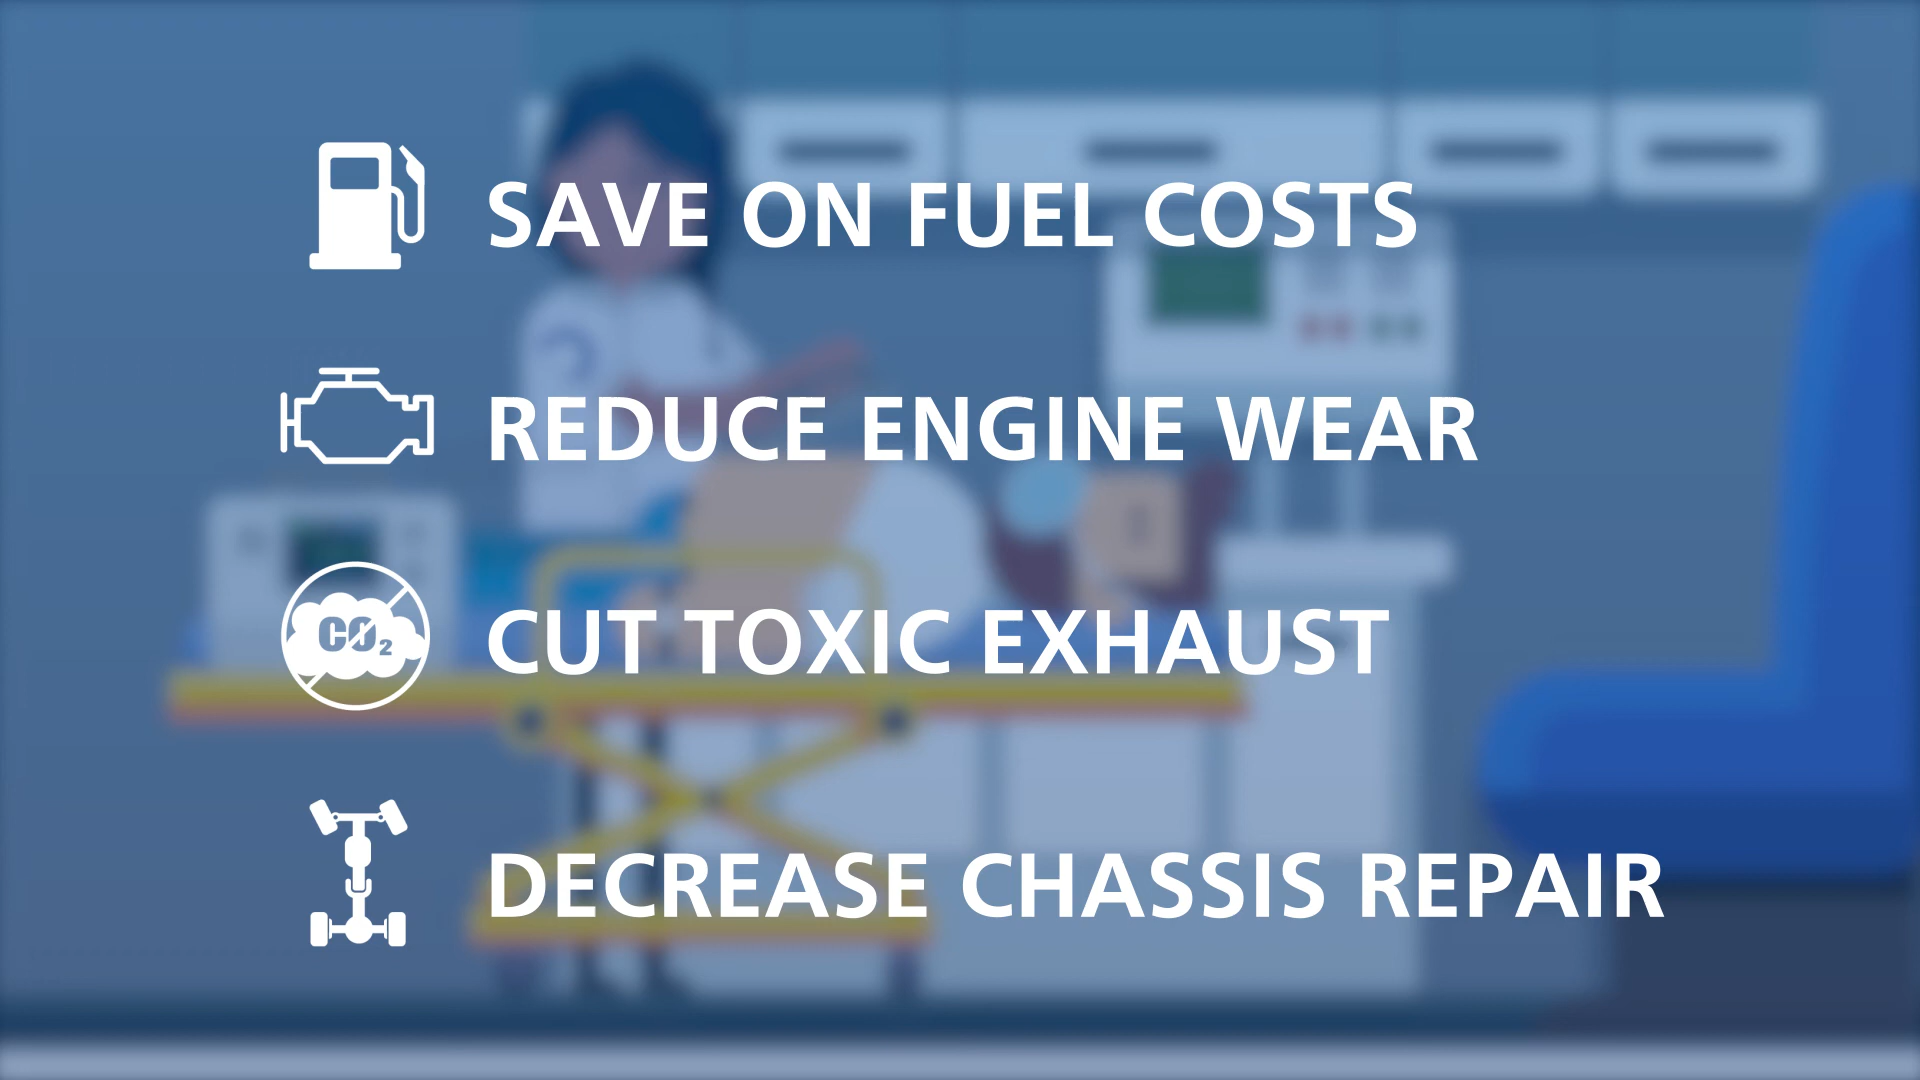 SAVE ON FUEL COSTS
REDUCE ENGINE WEAR
CO₂
CUT TOXIC EXHAUST
DECREASE CHASSIS REPAIR